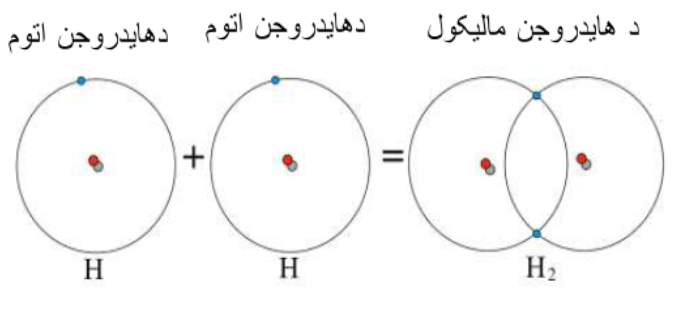 دهایدروجن اتوم
دهایدروجن اتوم
د هایدروجن مالیکول
+
=
H
H
H₂